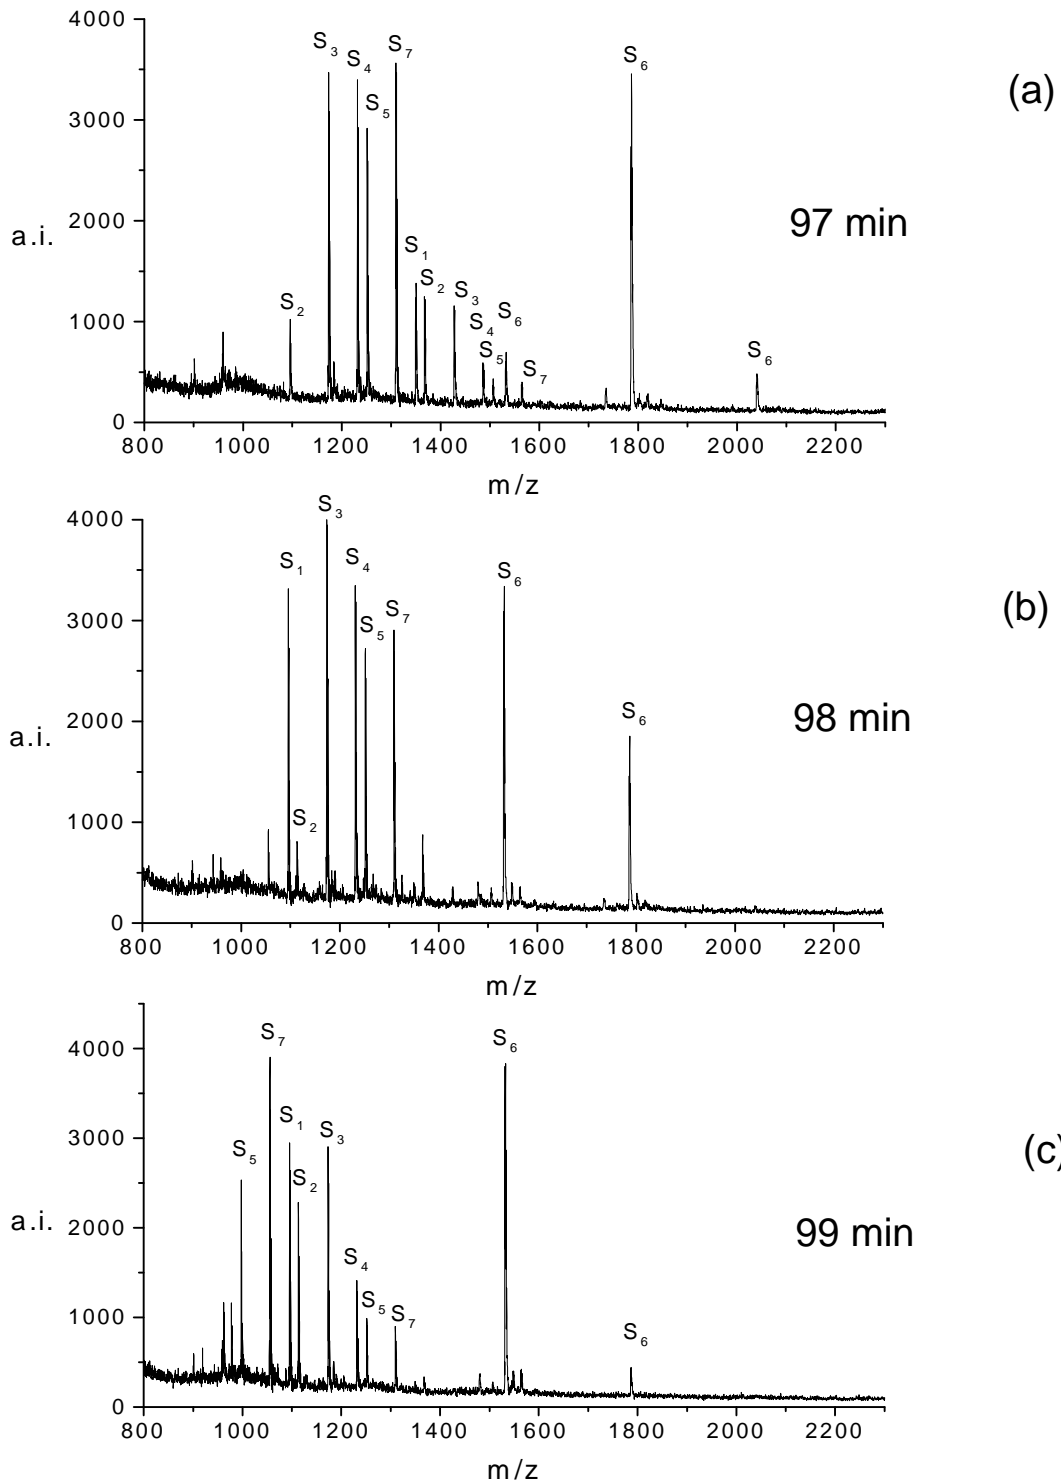 4000
3000
2000
1000
0
a.i.
S₃
S₄
S₅
S₇
S₂
S₁
S₂
S₃
S₄
S₅
S₆
S₇
S₆
S₆
(a)
97 min
800 1000 1200 1400 1600 1800 2000 2200
m/z
4000
3000
2000
1000
0
a.i.
S₁
S₂
S₃
S₄
S₅
S₇
S₆
S₆
(b)
98 min
800 1000 1200 1400 1600 1800 2000 2200
m/z
4000
3000
2000
1000
0
a.i.
S₅
S₇
S₁
S₂
S₃
S₄
S₅
S₇
S₆
S₆
(c)
99 min
800 1000 1200 1400 1600 1800 2000 2200
m/z